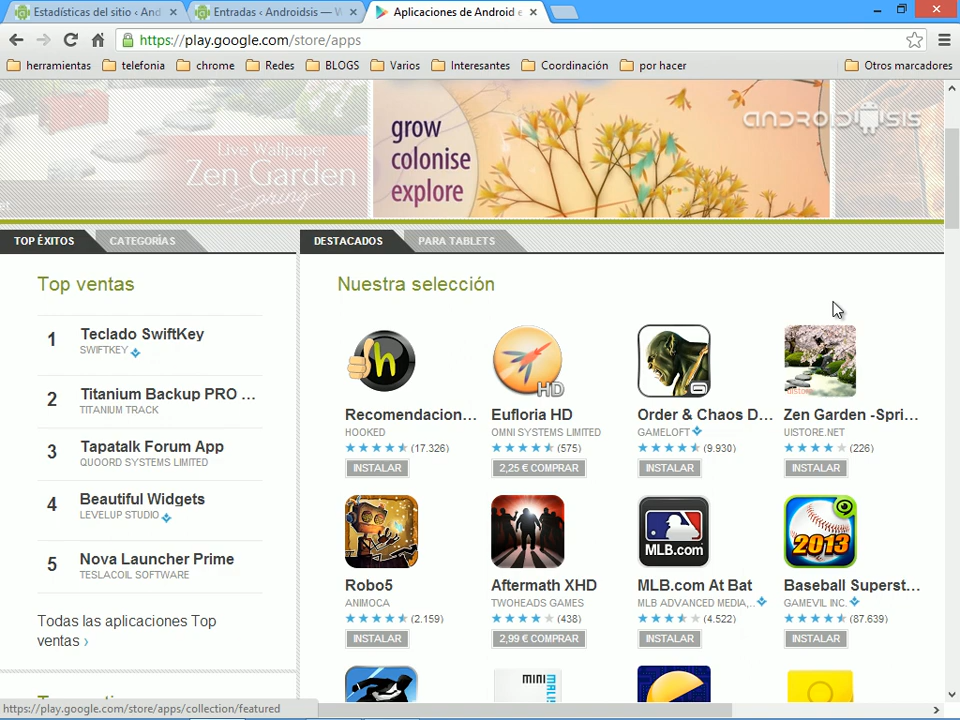 Estadísticas del sitio ‹ And
Entradas ‹ Androidsis — W
Aplicaciones de Android e
https://play.google.com/store/apps
herramientas
telefonia
chrome
Redes
BLOGS
Varios
Interesantes
Coordinación
por hacer
Otros marcadores
Live Wallpaper
Zen Garden
Spring
et
grow
colonise
explore
ANDROIDSIS
TOP ÉXITOS
CATEGORÍAS
DESTACADOS
PARA TABLETS
Top ventas
1
Teclado SwiftKey
SWIFTKEY
2
Titanium Backup PRO ...
TITANIUM TRACK
3
Tapatalk Forum App
QUOORD SYSTEMS LIMITED
4
Beautiful Widgets
LEVELUP STUDIO
5
Nova Launcher Prime
TESLACOIL SOFTWARE
Todas las aplicaciones Top
ventas ›
Nuestra selección
h
HD
Recomendacion...
HOOKED
(17.326)
INSTALAR
Eufloria HD
OMNI SYSTEMS LIMITED
(575)
2,25 € COMPRAR
Order & Chaos D...
GAMELOFT
(9.930)
INSTALAR
Zen Garden -Spri...
UISTORE.NET
(226)
INSTALAR
MLB.com
2013
Robo5
ANIMOCA
(2.159)
INSTALAR
Aftermath XHD
TWOHEADS GAMES
(438)
2,99 € COMPRAR
MLB.com At Bat
MLB ADVANCED MEDIA,..
(4.522)
INSTALAR
Baseball Superst...
GAMEVIL INC.
(87.639)
INSTALAR
mini
https://play.google.com/store/apps/collection/featured